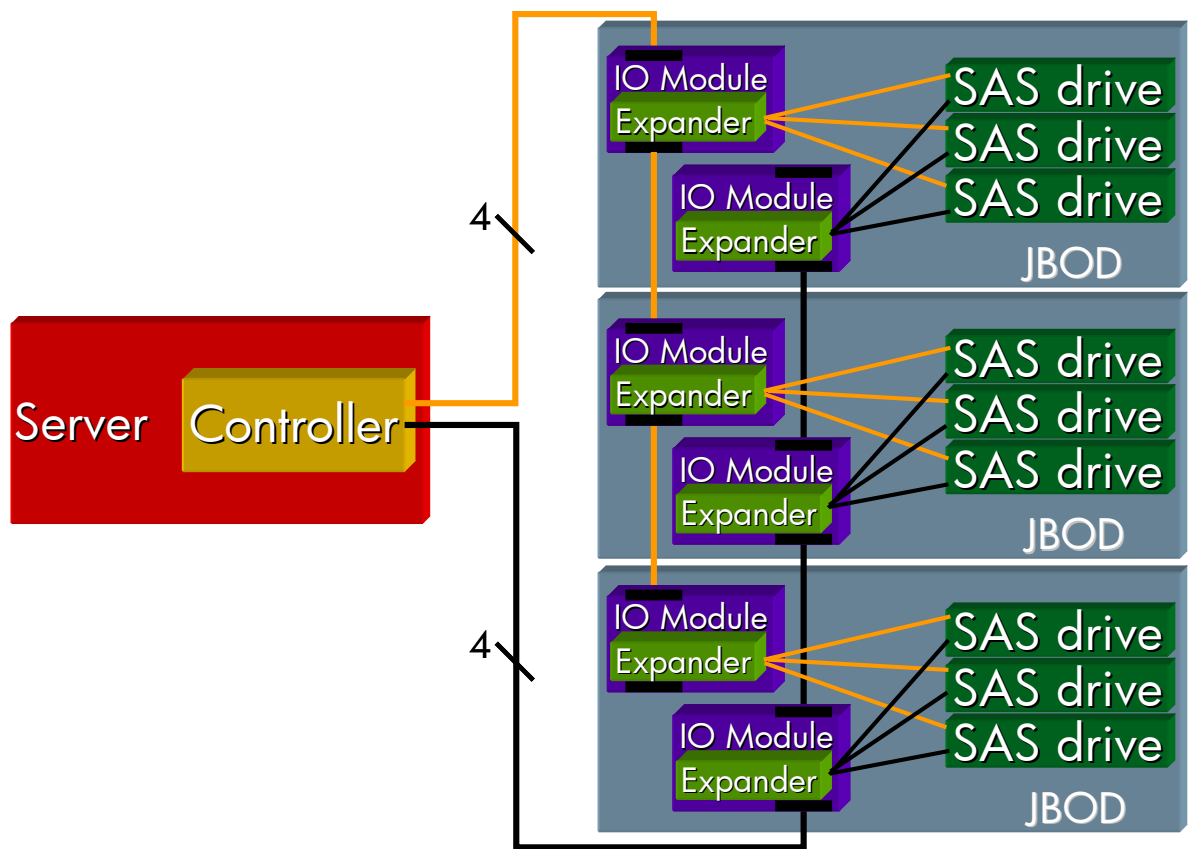 IO Module
Expander
SAS drive
SAS drive
SAS drive
IO Module
Expander
JBOD
4
Server
Controller
IO Module
Expander
SAS drive
SAS drive
SAS drive
IO Module
Expander
JBOD
4
IO Module
Expander
SAS drive
SAS drive
SAS drive
IO Module
Expander
JBOD